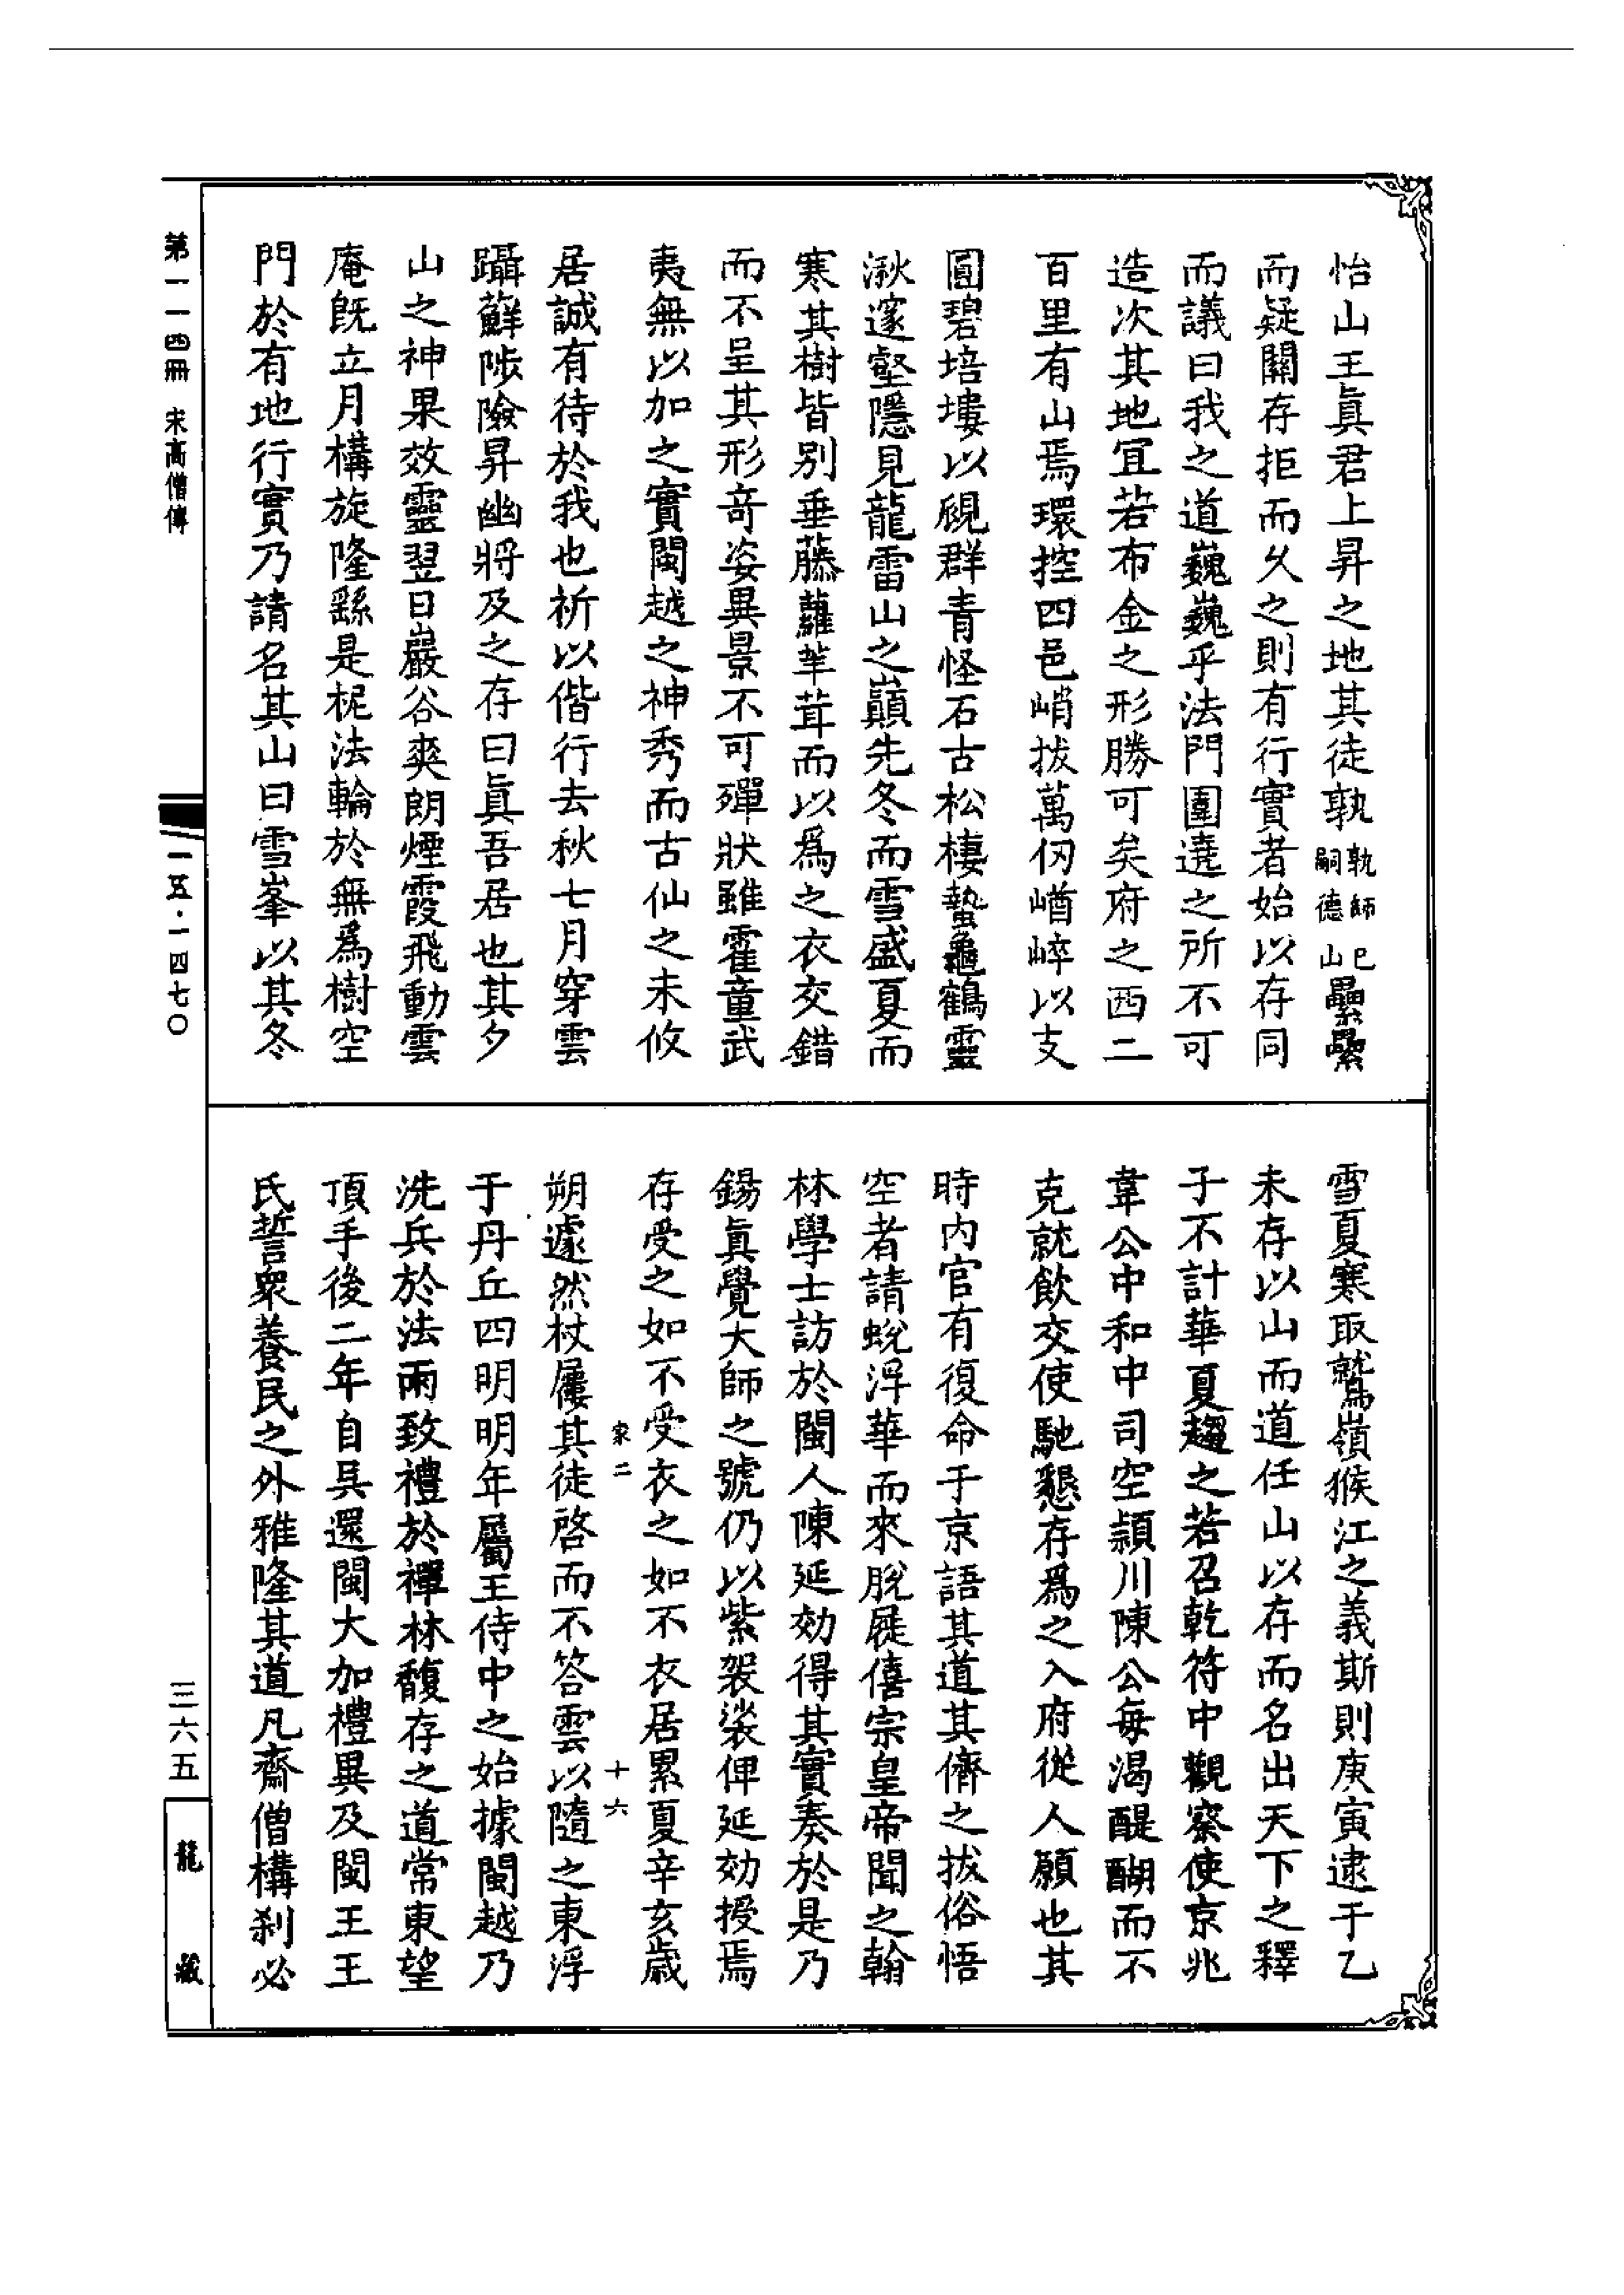 怡山王眞君上昇之地其徒孰孰師巳嗣德山纍纍
而疑關存拒而久之則有行實者始以存同
而議曰我之道巍巍乎法門圍遶之所不可
造次其地宜若布金之形勝可矣府之西二
百里有山焉環控四邑峭拔萬仞崷崪以支
圓碧培塿以覗群青怪石古松棲蟄龜鶴靈
湫邃壑隱見龍雷山之巔先冬而雪盛夏而
寒其樹皆別垂藤蘿茸而以爲之衣交錯
而不呈其形奇姿異景不可殫狀雖霍童武
夷無以加之實閩越之神秀而古仙之未攸
居誠有待於我也祈以偕行去秋七月穿雲
躡蘚陟險昇幽將及之存曰眞吾居也其夕
山之神果效靈翌日巖谷爽朗煙霞飛動雲
庵旣立月構旋隆繇是柅法輪於無爲樹空
門於有地行實乃請名其山曰雪峯以其冬
雪夏寒取鷲嶺猴江之義斯則庚寅逮于乙
未存以山而道任山以存而名出天下之釋
子不計華夏趨之若召乾符中觀察使京兆
韋公中和中司空頴川陳公每渴醍醐而不
克就飲交使馳懇存爲之入府從人願也其
時內官有復命于京語其道其儕之拔俗悟
空者請蛻浮華而來脫屣僖宗皇帝聞之翰
林學士訪於閩人陳延効得其實奏於是乃
錫眞覺大師之號仍以紫袈裟俾延効授焉
存受之如不受衣之如不衣居累夏辛亥歲
家二 十六
朔遽然杖屨其徒啓而不答雲以隨之東浮
于丹丘四明明年屬王侍中之始據閩越乃
洗兵於法雨致禮於禪林馥存之道常東望
頂手後二年自吳還閩大加禮異及閩王王
氏誓衆養民之外雅隆其道凡齋僧構刹必
第一一四冊 宋高僧傳
一五·一四七〇
三六五
龍藏